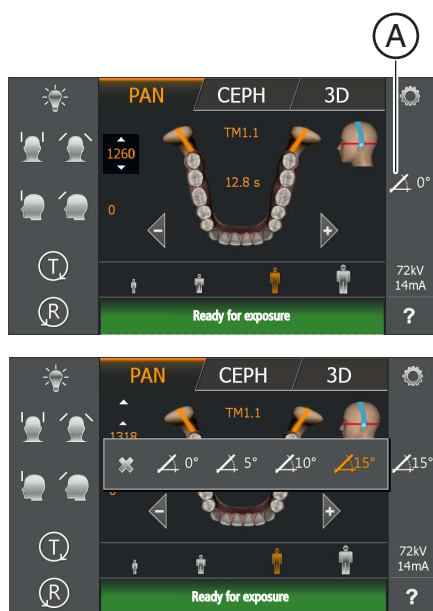 A
PAN CEPH 3D
TM1.1
1260
12.8 s
0°
0
T
72kV
14mA
R
Ready for exposure
?
PAN CEPH 3D
TM1.1
1318
0° 5° 10° 15° 15°
T
72kV
14mA
R
Ready for exposure
?